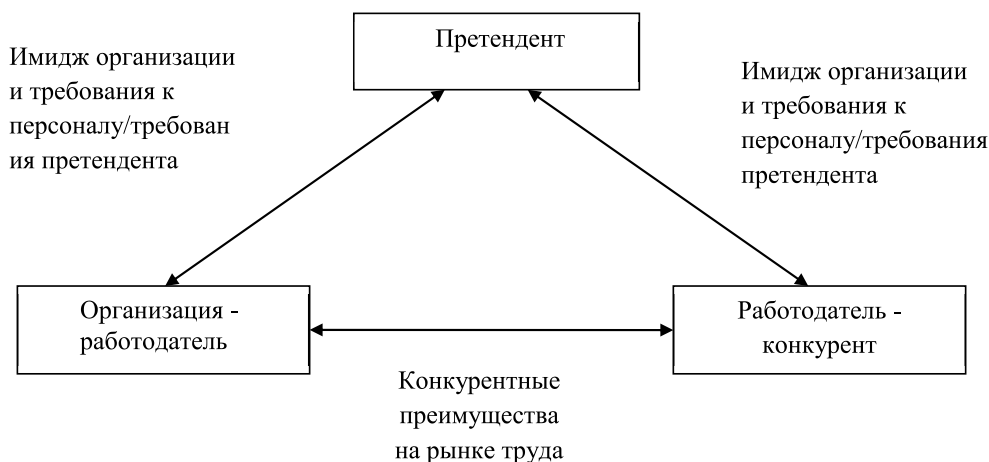 Претендент
Имидж организации
и требования к
персоналу/требован
ия претендента
Имидж организации
и требования к
персоналу/требования
претендента
Организация -
работодатель
Работодатель -
конкурент
Конкурентные
преимущества
на рынке труда